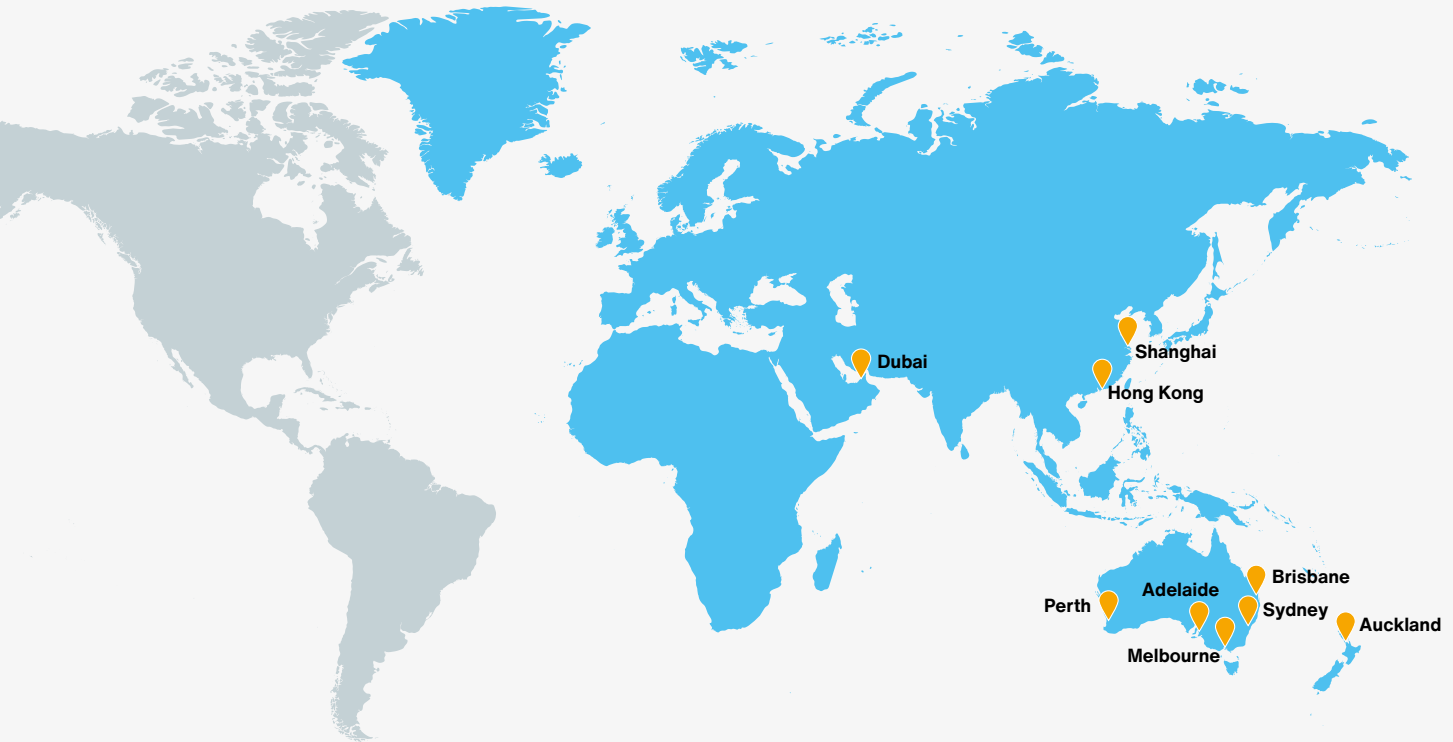 Shanghai
Dubai
Hong Kong
Brisbane
Adelaide
Perth
Sydney
Auckland
Melbourne